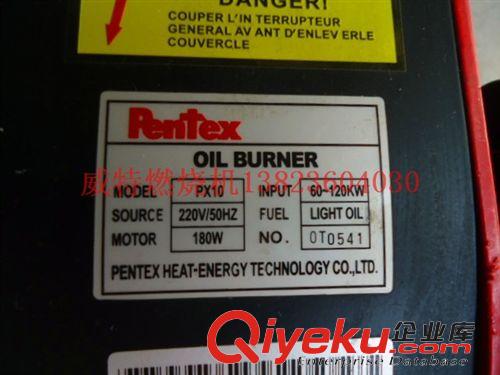 DANGER!
COUPER L'IN TERRUPTEUR
GENERAL AV ANT D'ENLEV ERLE
COUVERCLE
Pentex
OIL BURNER
MODEL PX10 INPUT 60~120KW
SOURCE 220V/50HZ FUEL LIGHT OIL
MOTOR 180W NO. 0T0541
PENTEX HEAT-ENERGY TECHNOLOGY CO.,LTD.
威特燃烧机13823604030
Qiyeku.com 企业库
Enterprise Database